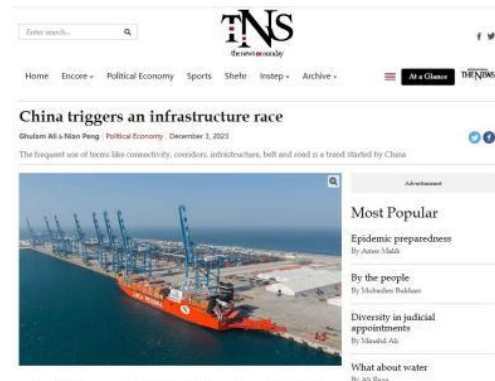 Enter search...
TNS
the news on sunday
Home Encore Political Economy Sports Shehr Instep Archive
At a Glance
THE NEWS
China triggers an infrastructure race
Ghulam Ali & Nian Peng Political Economy December 3, 2023
The frequent use of terms like connectivity, corridors, infrastructure, belt and road is a trend started by China
Advertisement
Most Popular
Epidemic preparedness
By Amer Malik
By the people
By Mubasher Bukhari
Diversity in judicial
appointments
By Minahil Ali
What about water